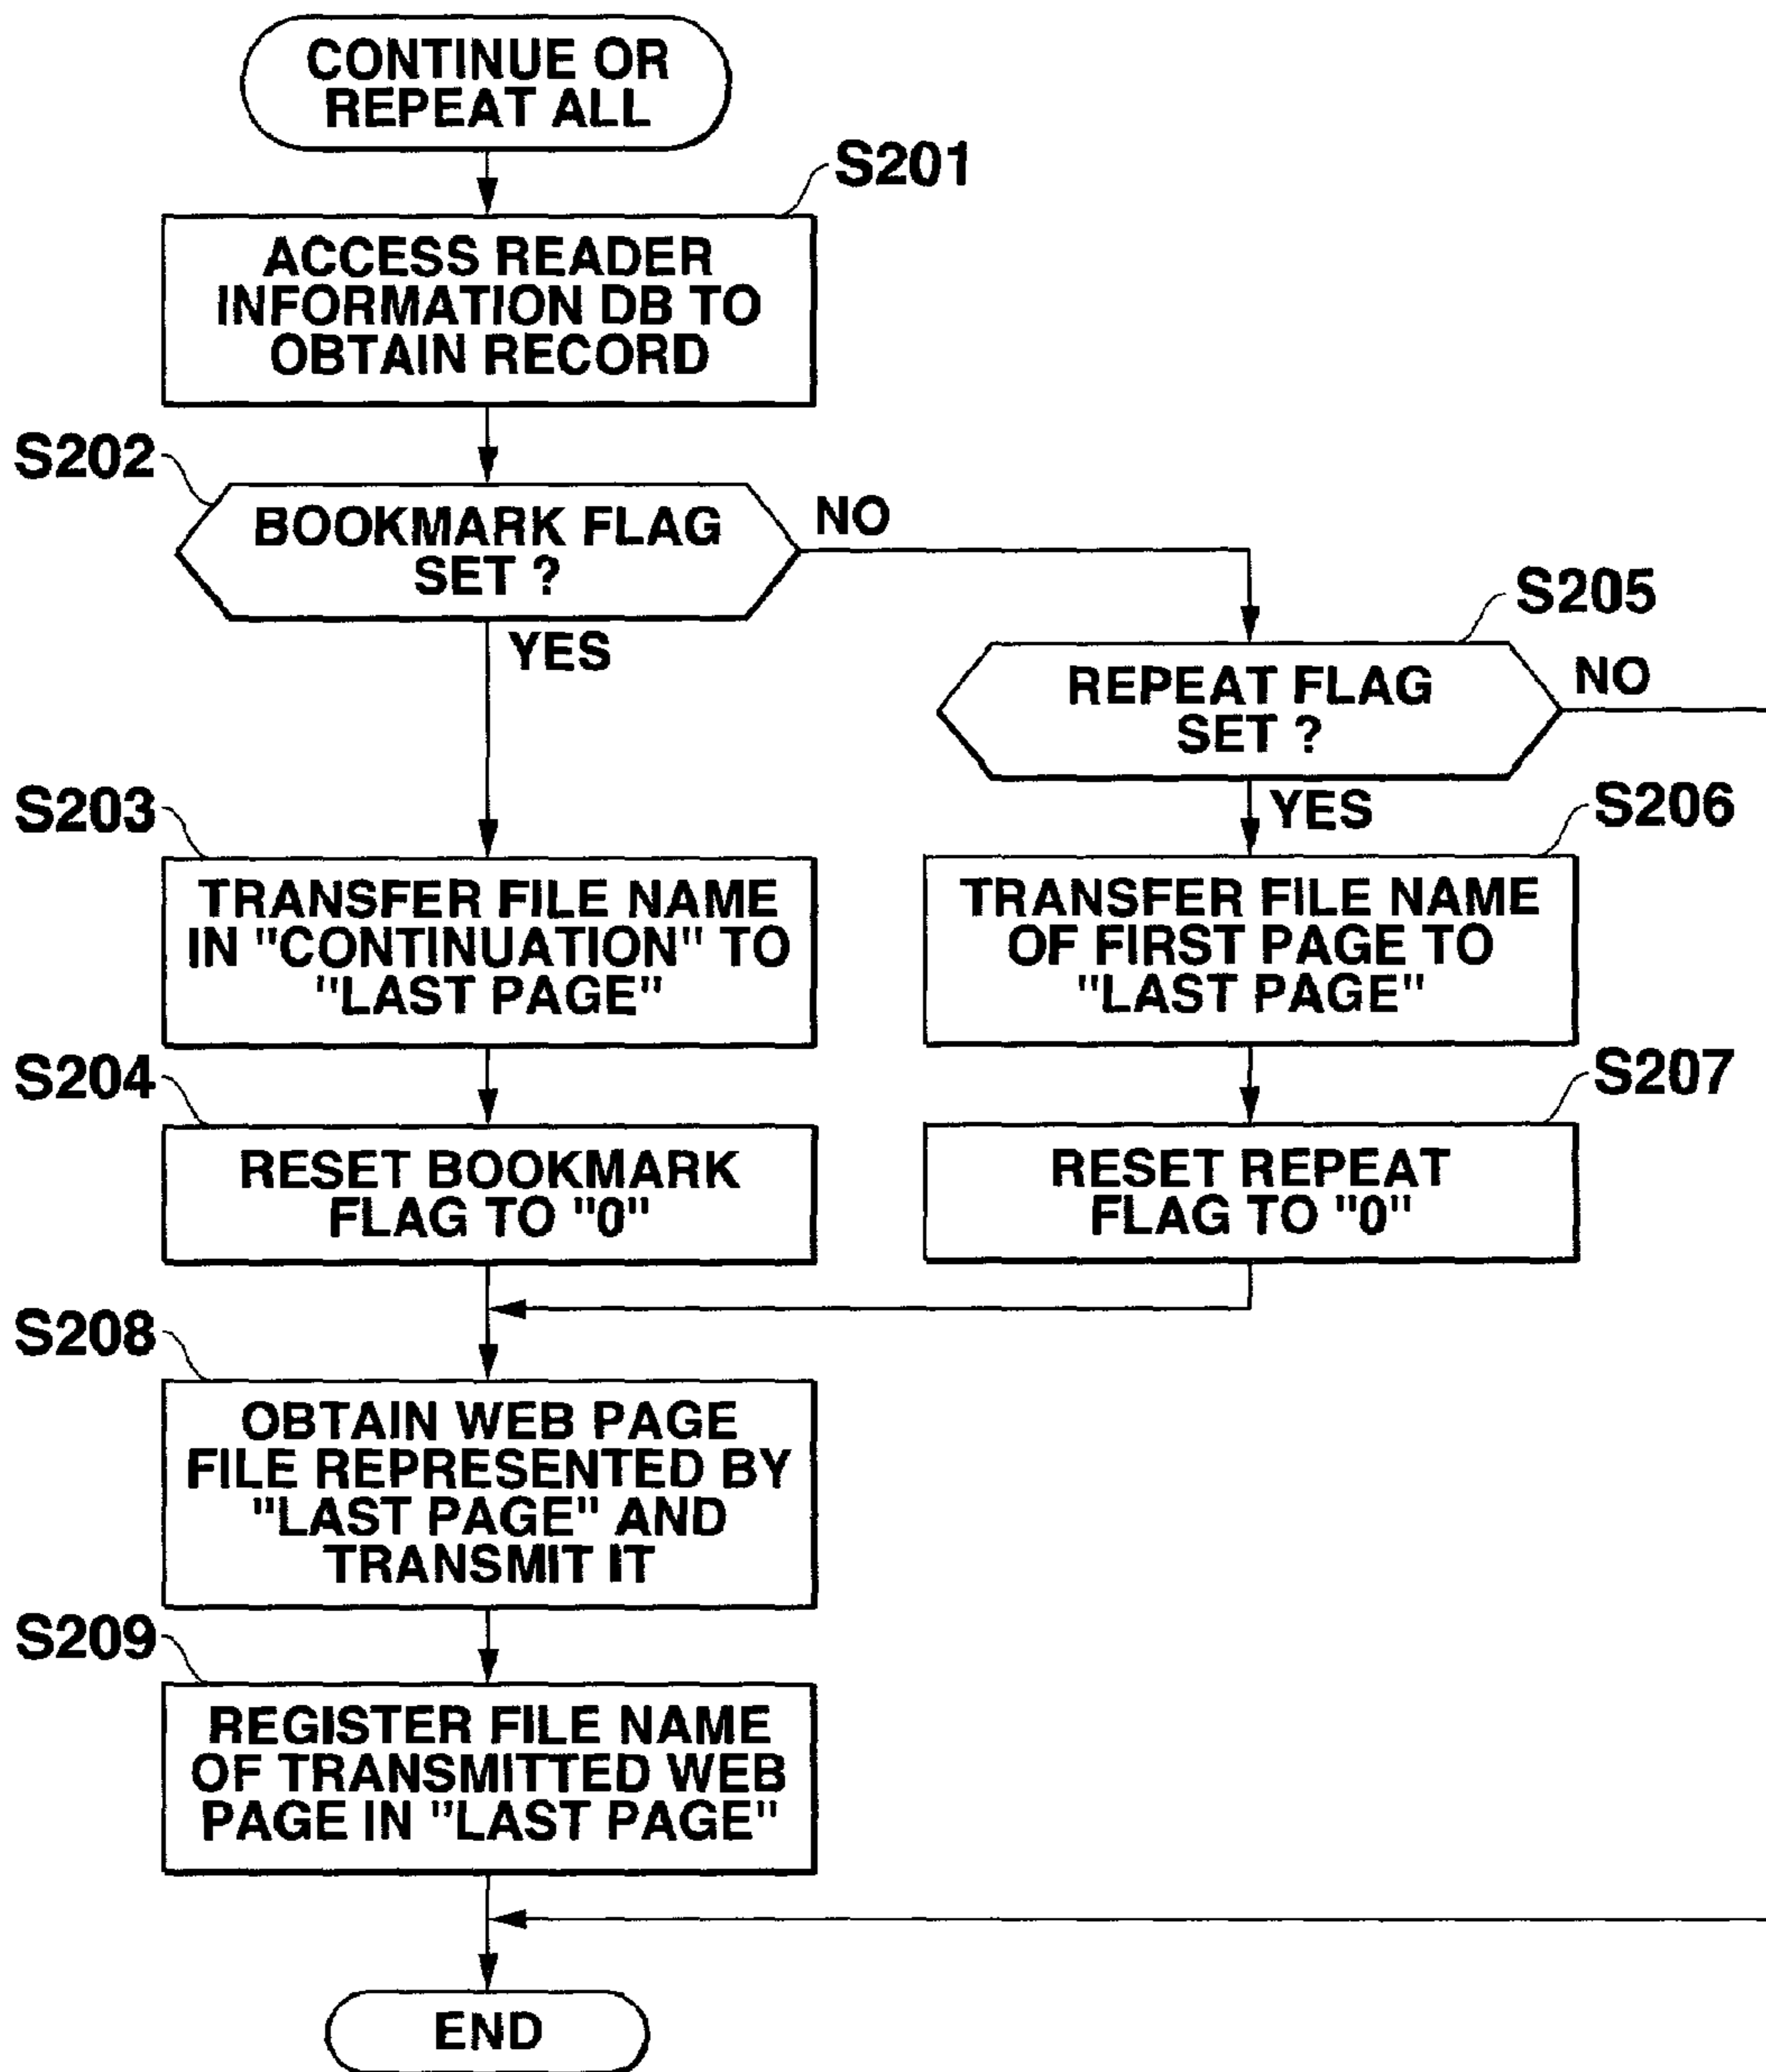 CONTINUE OR
REPEAT ALL
S201
ACCESS READER
INFORMATION DB TO
OBTAIN RECORD
S202
BOOKMARK FLAG
SET ?
NO
YES
S205
REPEAT FLAG
SET ?
NO
YES
S203
TRANSFER FILE NAME
IN "CONTINUATION" TO
"LAST PAGE"
S206
TRANSFER FILE NAME
OF FIRST PAGE TO
"LAST PAGE"
S204
RESET BOOKMARK
FLAG TO "0"
S207
RESET REPEAT
FLAG TO "0"
S208
OBTAIN WEB PAGE
FILE REPRESENTED BY
"LAST PAGE" AND
TRANSMIT IT
S209
REGISTER FILE NAME
OF TRANSMITTED WEB
PAGE IN "LAST PAGE"
END